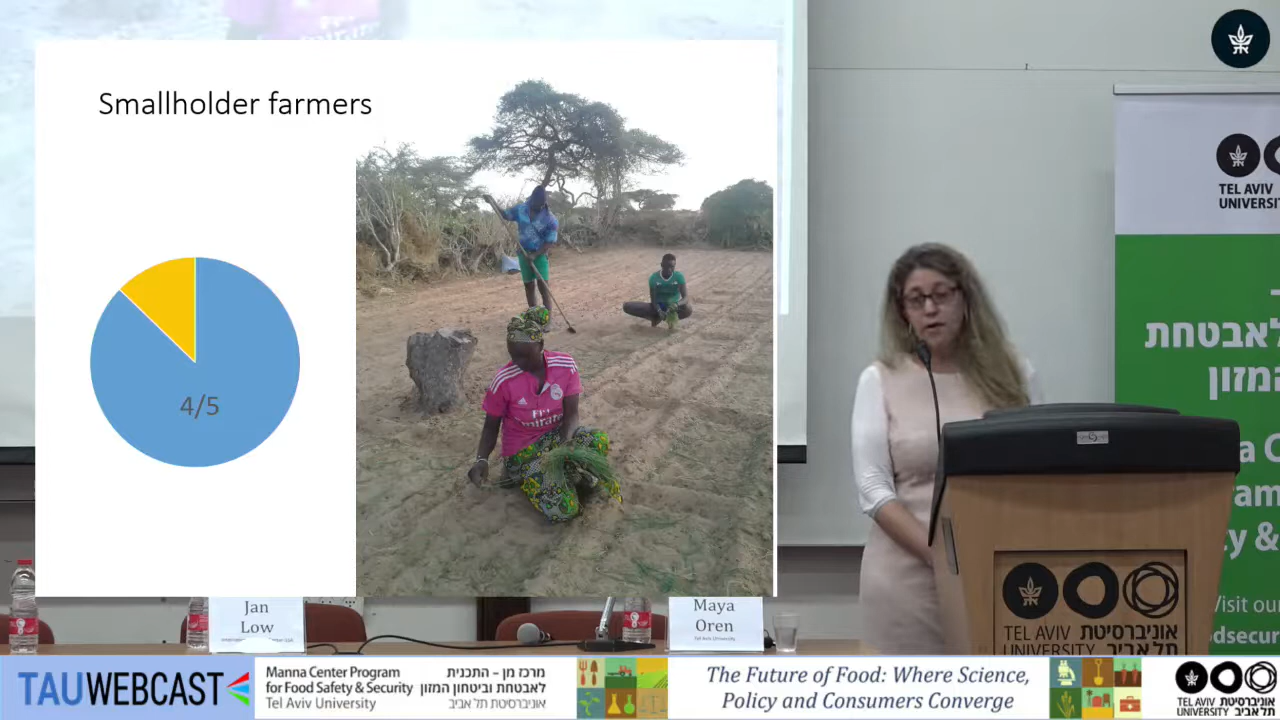 Smallholder farmers
4/5
Fly
Emirates
TEL AVIV
UNIVERSITY
לאבטחת
המזון
Jan
Low
Maya
Oren
Tel Aviv University
TEL AVIV
UNIVERSITY
אוניברסיטת
תל אביב
TAUWEBCAST
Manna Center Program
for Food Safety & Security
Tel Aviv University
מרכז מן – התכנית
לאבטחת וביטחון המזון
אוניברסיטת תל אביב
The Future of Food: Where Science,
Policy and Consumers Converge
TEL AVIV
UNIVERSITY
אוניברסיטת
תל אביב